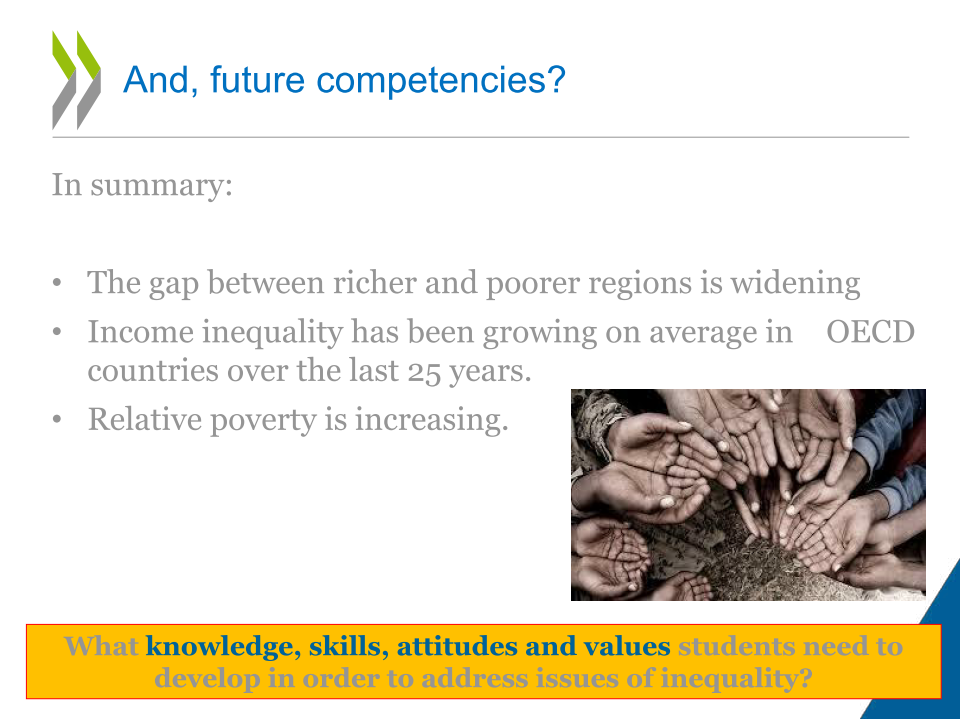 And, future competencies?
In summary:
• The gap between richer and poorer regions is widening
• Income inequality has been growing on average in OECD
countries over the last 25 years.
• Relative poverty is increasing.
What knowledge, skills, attitudes and values students need to
develop in order to address issues of inequality?